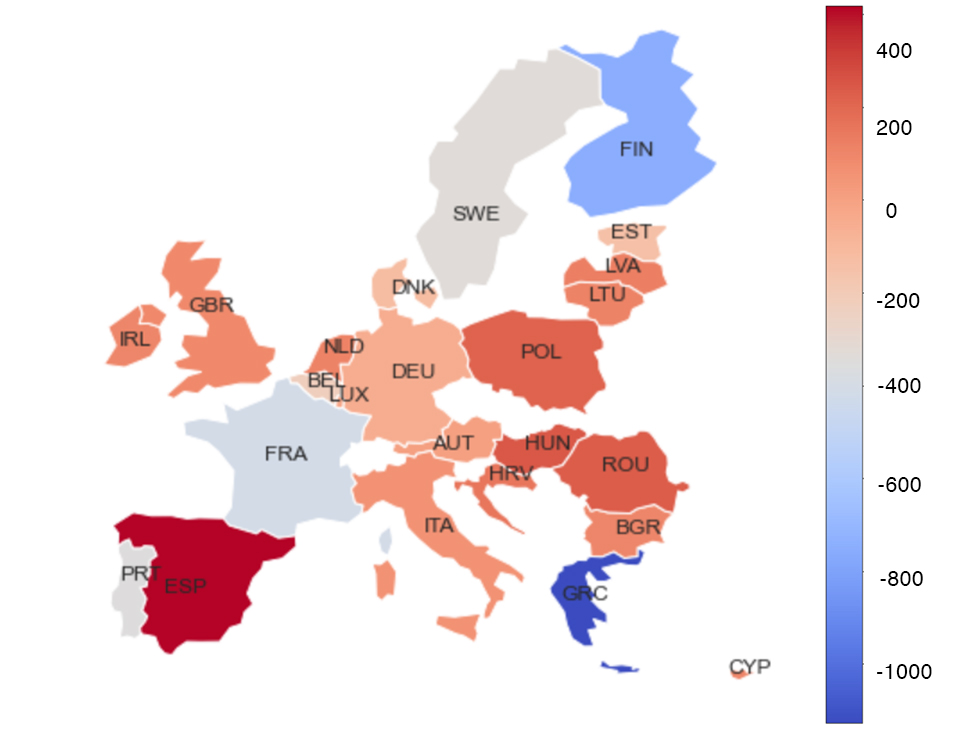 FIN
SWE
EST
LVA
DNK
LTU
GBR
IRL
NLD
POL
DEU
BEL
LUX
FRA
AUT
HUN
HRV
ROU
ITA
BGR
PRT
ESP
GRC
CYP
400
200
0
-200
-400
-600
-800
-1000